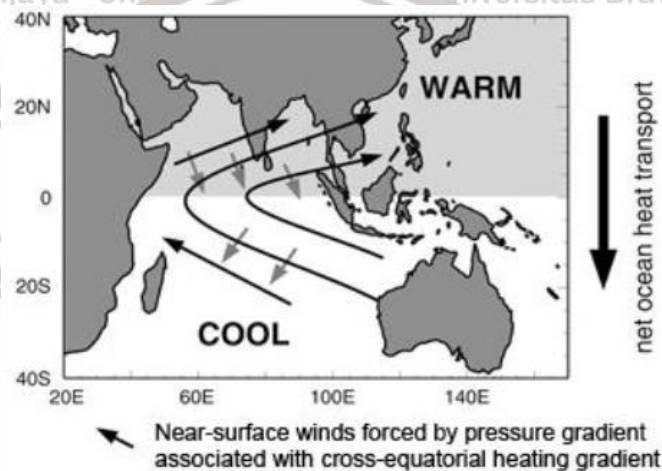 40N
20N
0
20S
40S
20E
60E
100E
140E
WARM
COOL
net ocean heat transport
Near-surface winds forced by pressure gradient
associated with cross-equatorial heating gradient